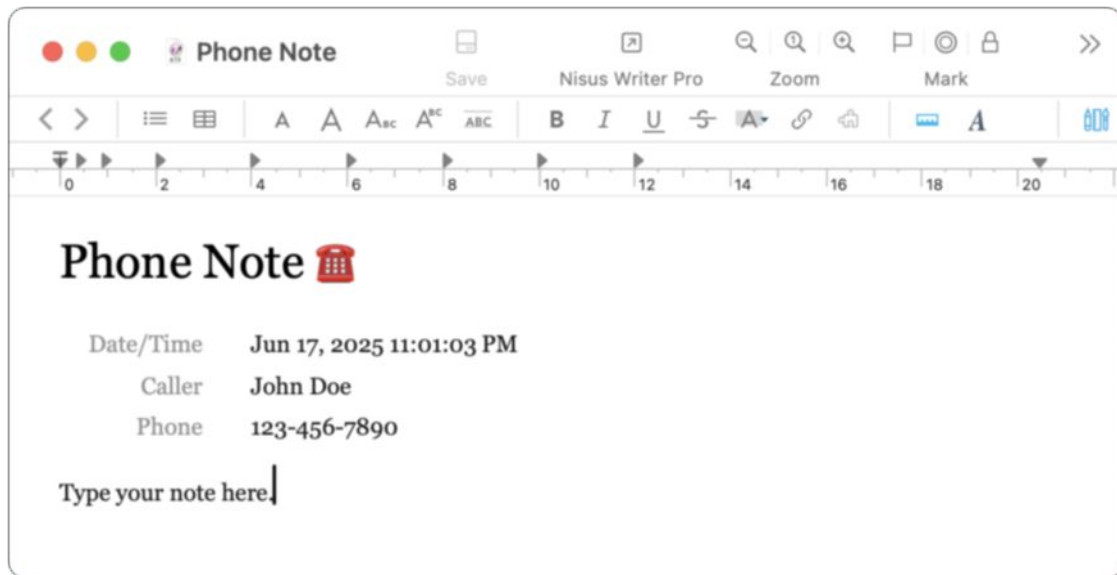 Phone Note
Save
Nisus Writer Pro
Zoom
Mark
A A ABC ABC ABC B I U S A A
0 2 4 6 8 10 12 14 16 18 20
Phone Note ☎️
Date/Time Jun 17, 2025 11:01:03 PM
Caller John Doe
Phone 123-456-7890
Type your note here.